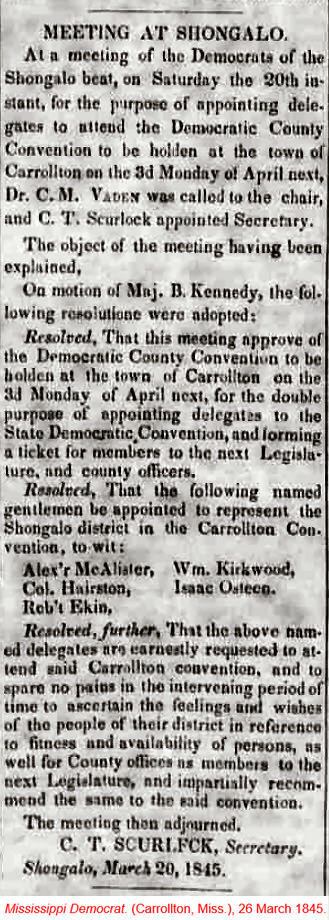 MEETING AT SHONGALO.
At a meeting of the Democrats of the
Shongalo beat, on Saturday the 20th in-
stant, for the purpose of appointing dele-
gates to attend the Democratic County
Convention to be holden at the town of
Carrollton on the 3d Monday of April next,
Dr. C. M. VADEN was called to the chair,
and C. T. Scurlock appointed Secretary.
The object of the meeting having been
explained,
On motion of Maj. B. Kennedy, the fol-
lowing resolutions were adopted:
Resolved, That this meeting approve of
the Democratic County Convention to be
holden at the town of Carrollton on the
3d Monday of April next, for the double
purpose of appointing delegates to the
State Democratic Convention, and forming
a ticket for members to the next Legisla-
ture, and county officers.
Resolved, That the following named
gentlemen be appointed to represent the
Shongalo district in the Carrollton Con-
vention, to wit:
Alex'r McAlister, Wm. Kirkwood,
Col. Hairston, Isaac Osteen.
Rob't Ekin,
Resolved, further, That the above nam-
ed delegates are earnestly requested to at-
tend said Carrollton convention, and to
spare no pains in the intervening period of
time to ascertain the feelings and wishes
of the people of their district in reference
to fitness and availability of persons, as
well for County offices as members to the
next Legislature, and impartially recom-
mend the same to the said convention.
The meeting then adjourned.
C. T. SCURLFCK, Secretary.
Shongalo, March 20, 1845.
Mississippi Democrat. (Carrollton, Miss.), 26 March 1845